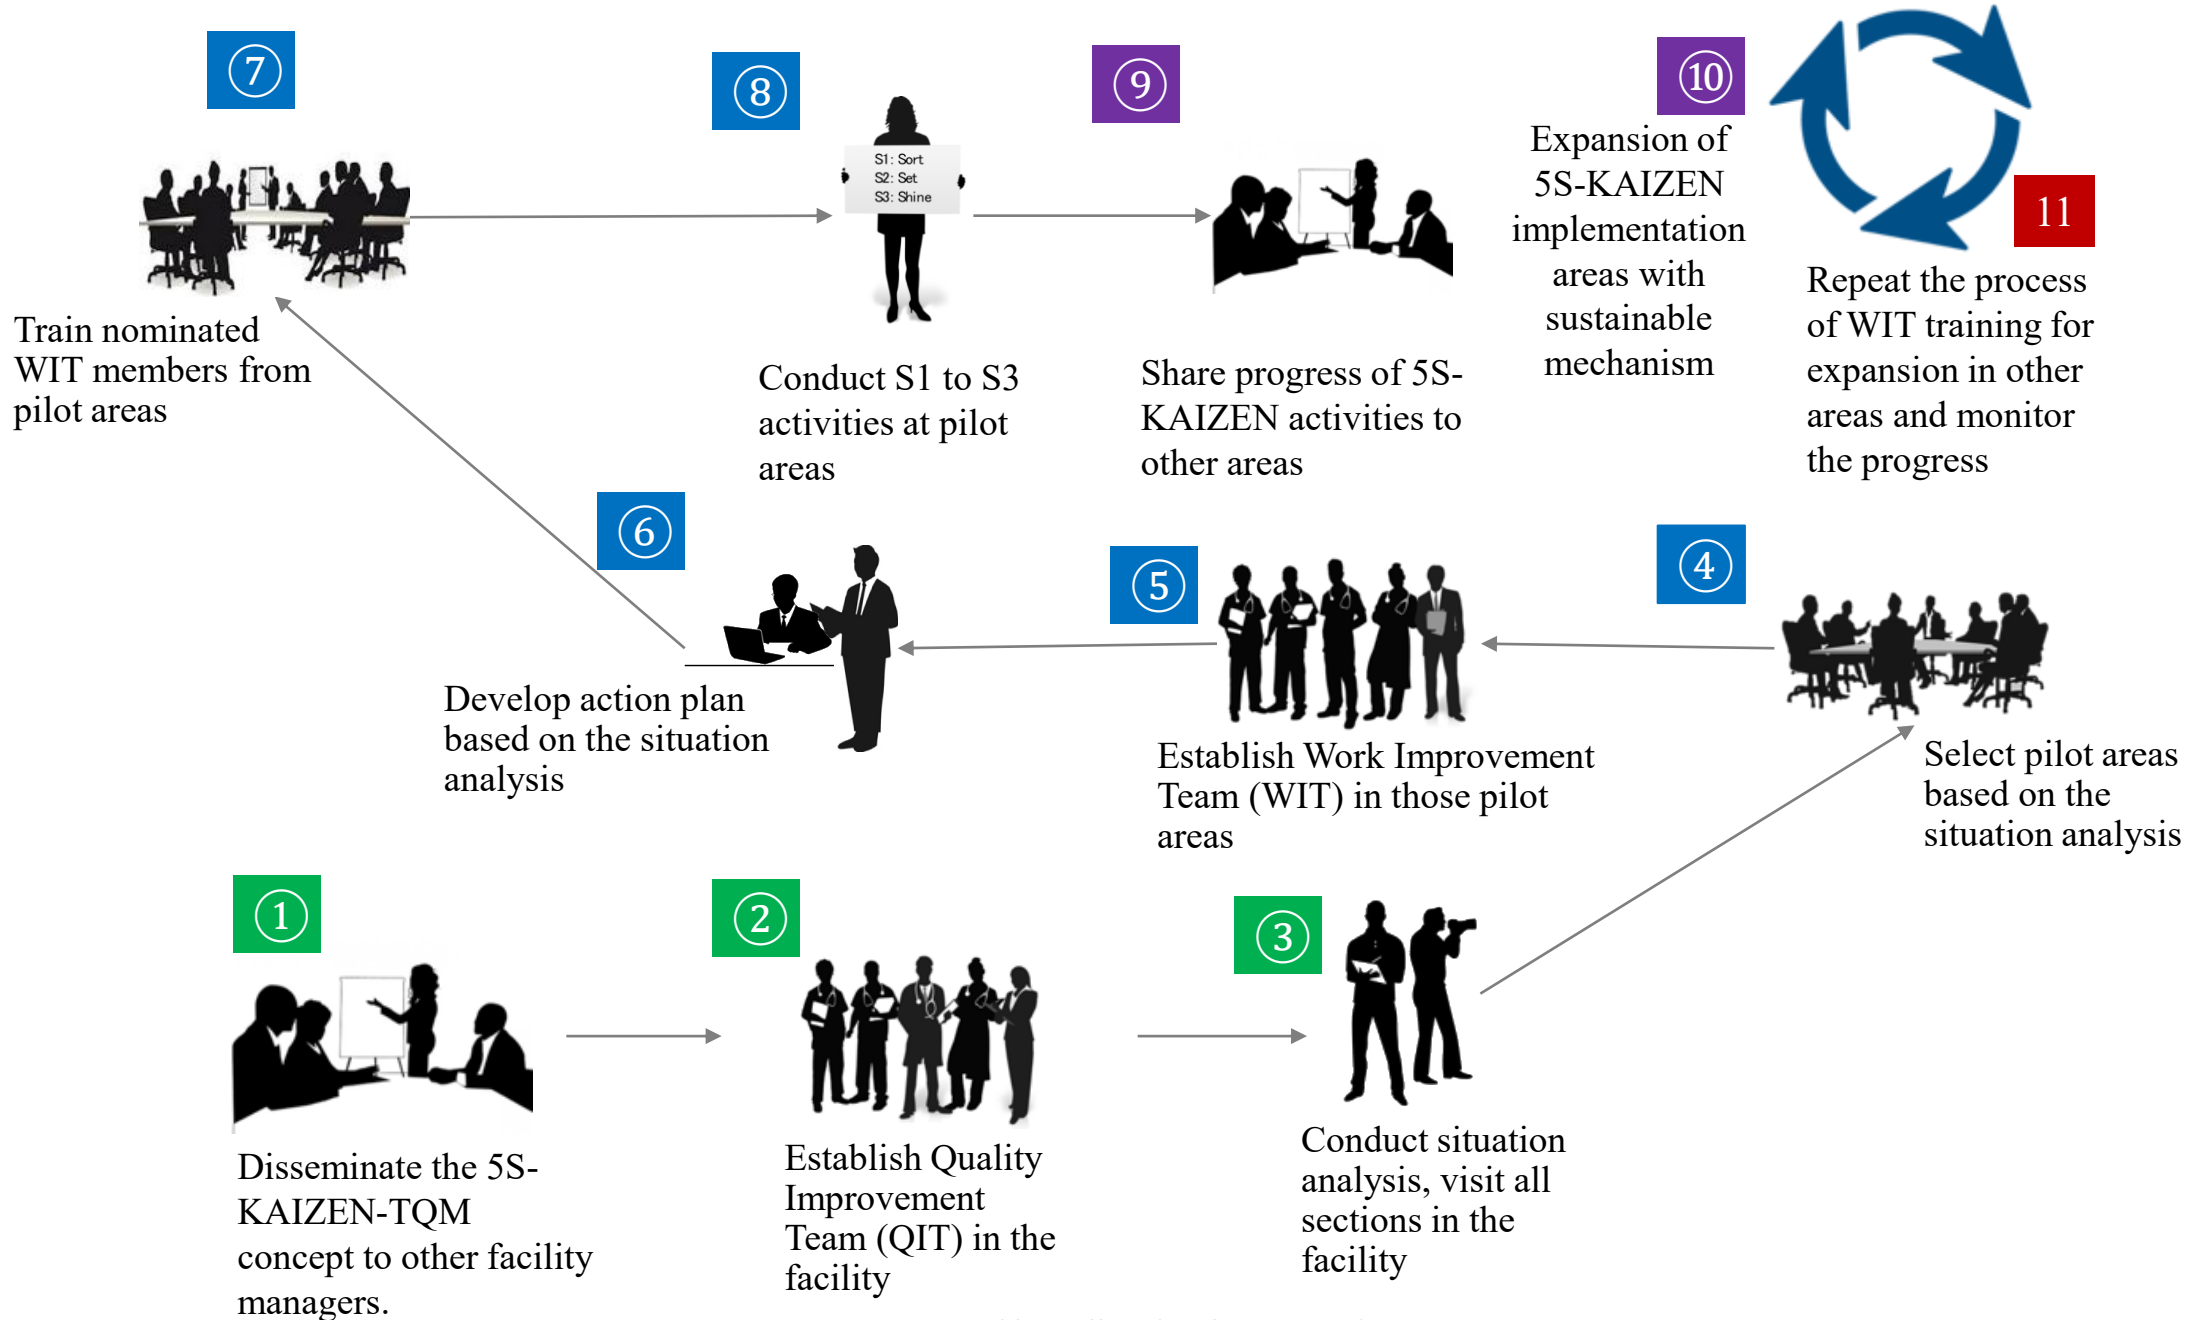 ⑦
Train nominated
WIT members from
pilot areas
⑧
S1: Sort
S2: Set
S3: Shine
Conduct S1 to S3
activities at pilot
areas
⑨
Share progress of 5S-
KAIZEN activities to
other areas
⑩
Expansion of
5S-KAIZEN
implementation
areas with
sustainable
mechanism
11
Repeat the process
of WIT training for
expansion in other
areas and monitor
the progress
⑥
Develop action plan
based on the situation
analysis
⑤
Establish Work Improvement
Team (WIT) in those pilot
areas
④
Select pilot areas
based on the
situation analysis
①
Disseminate the 5S-
KAIZEN-TQM
concept to other facility
managers.
②
Establish Quality
Improvement
Team (QIT) in the
facility
③
Conduct situation
analysis, visit all
sections in the
facility